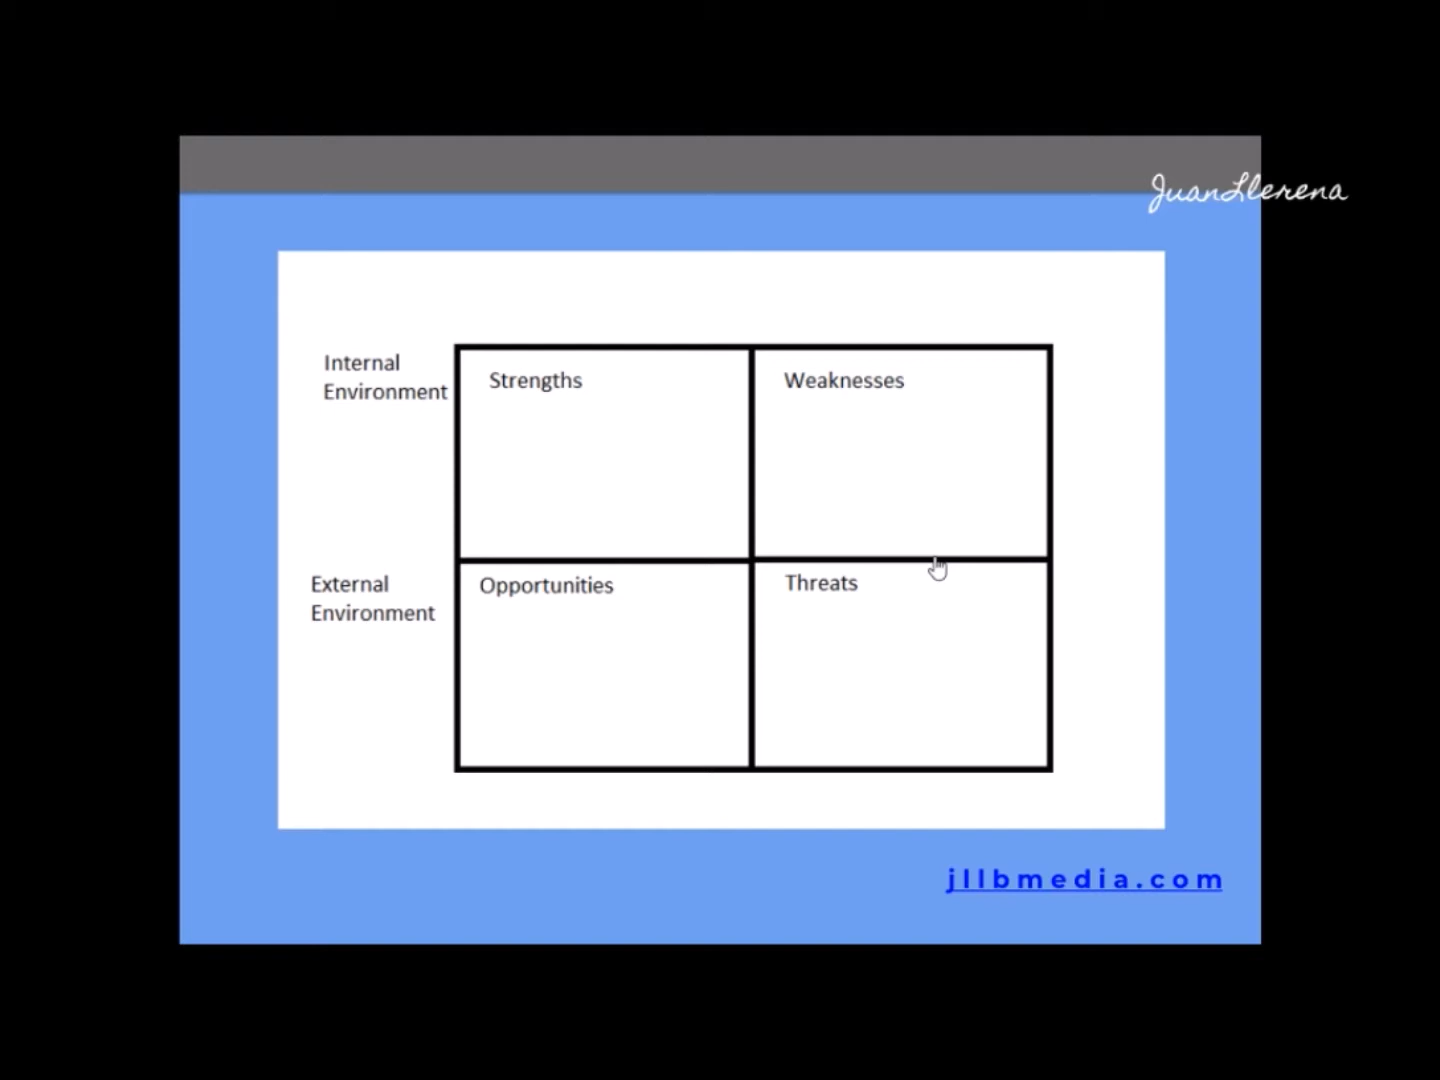 JuanLlerena
Internal
Environment
Strengths
Weaknesses
External
Environment
Opportunities
Threats
jllbmedia.com